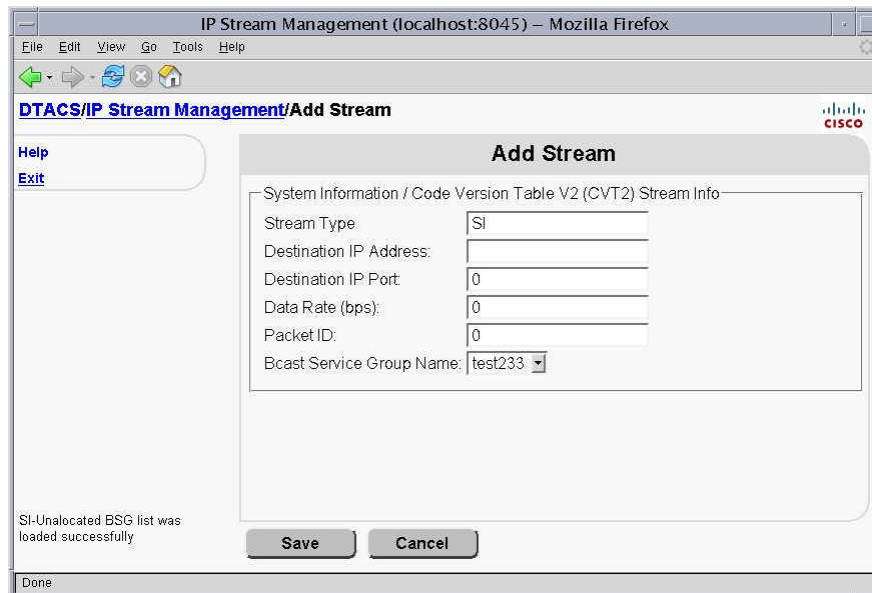 IP Stream Management (localhost:8045) – Mozilla Firefox
File Edit View Go Tools Help
DTACS/IP Stream Management/Add Stream
CISCO
Help
Exit
Add Stream
System Information / Code Version Table V2 (CVT2) Stream Info
Stream Type SI
Destination IP Address:
Destination IP Port: 0
Data Rate (bps): 0
Packet ID: 0
Bcast Service Group Name: test233
SI-Unalocated BSG list was
loaded successfully
Save Cancel
Done